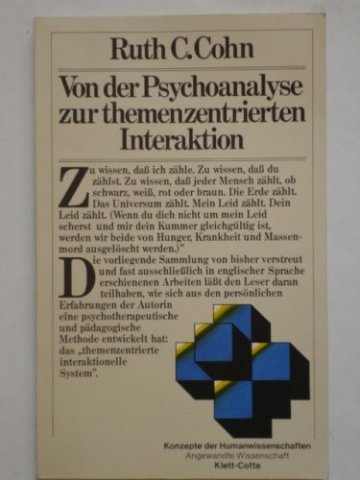 Ruth C. Cohn
Von der Psychoanalyse
zur themenzentrierten
Interaktion
Zu wissen, daß ich zähle. Zu wissen, daß du
zählst. Zu wissen, daß jeder Mensch zählt, ob
schwarz, weiß, rot oder braun. Die Erde zählt.
Das Universum zählt. Mein Leid zählt. Dein
Leid zählt. (Wenn du dich nicht um mein Leid
scherst und mir dein Kummer gleichgültig ist,
werden wir beide von Hunger, Krankheit und Massen-
mord ausgelöscht werden.)"
Die vorliegende Sammlung von bisher verstreut
und fast ausschließlich in englischer Sprache
erschienenen Arbeiten läßt den Leser daran
teilhaben, wie sich aus den persönlichen
Erfahrungen der Autorin
eine psychotherapeutische
und pädagogische
Methode entwickelt hat:
das „themenzentrierte
interaktionelle
System".
Konzepte der Humanwissenschaften
Angewandte Wissenschaft
Klett-Cotta